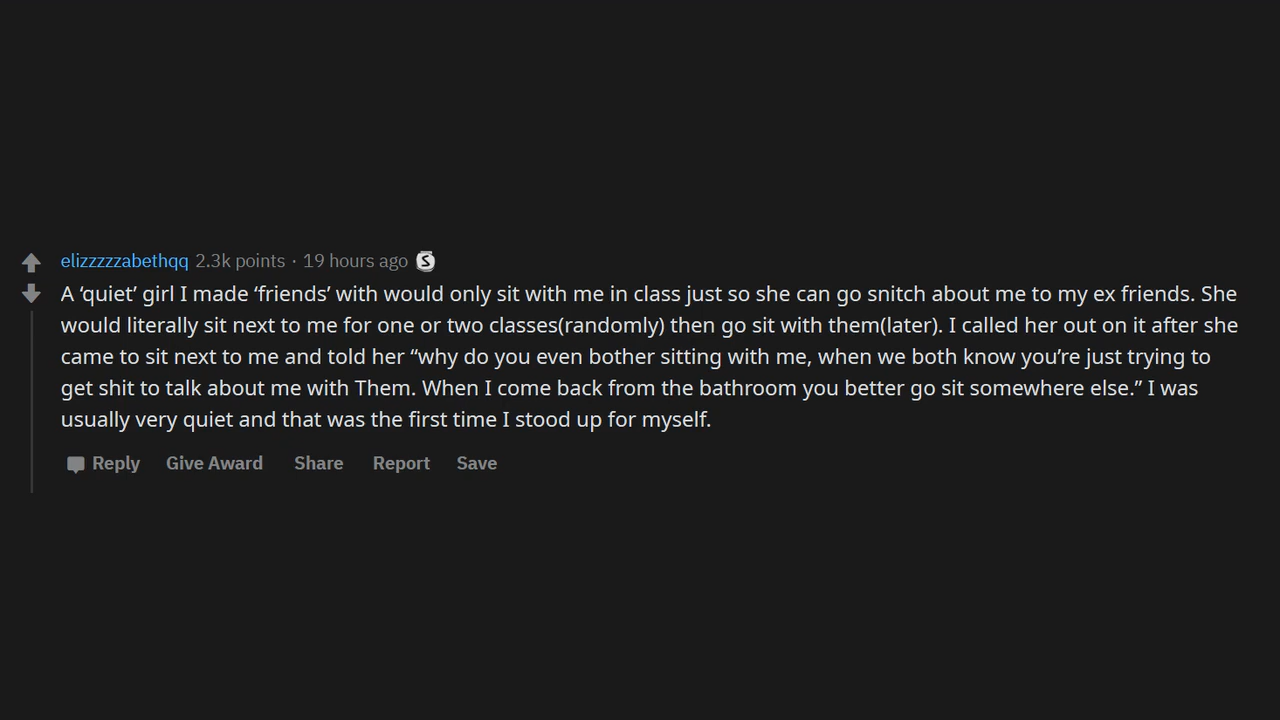 elizzzzzabethqq 2.3k points · 19 hours ago S
A ‘quiet’ girl I made ‘friends’ with would only sit with me in class just so she can go snitch about me to my ex friends. She
would literally sit next to me for one or two classes(randomly) then go sit with them(later). I called her out on it after she
came to sit next to me and told her “why do you even bother sitting with me, when we both know you’re just trying to
get shit to talk about me with Them. When I come back from the bathroom you better go sit somewhere else.” I was
usually very quiet and that was the first time I stood up for myself.
Reply Give Award Share Report Save